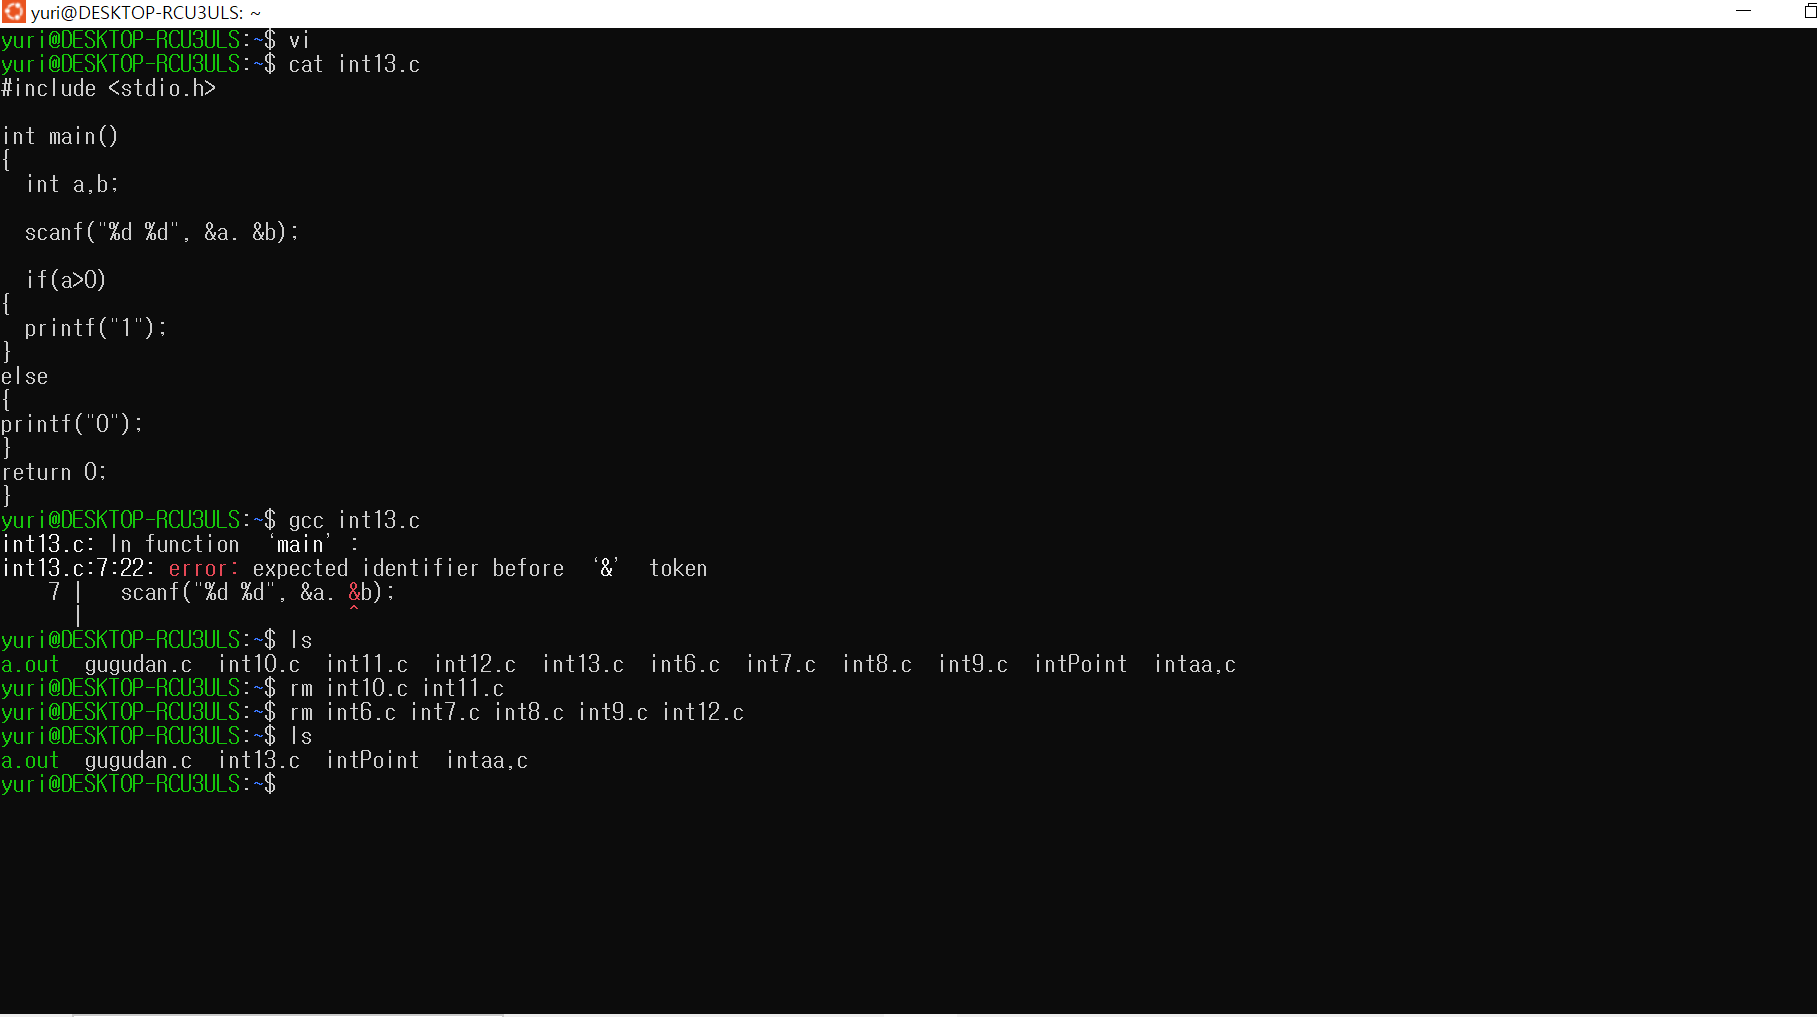 yuri@DESKTOP-RCU3ULS: ~
yuri@DESKTOP-RCU3ULS:~$ vi
yuri@DESKTOP-RCU3ULS:~$ cat int13.c
#include <stdio.h>
int main()
{
  int a,b;
  scanf("%d %d", &a. &b);
  if(a>0)
{
  printf("1");
}
else
{
printf("0");
}
return 0;
}
yuri@DESKTOP-RCU3ULS:~$ gcc int13.c
int13.c: In function ‘main’:
int13.c:7:22: error: expected identifier before ‘&’ token
    7 |   scanf("%d %d", &a. &b);
      |                      ^
yuri@DESKTOP-RCU3ULS:~$ ls
a.out  gugudan.c  int10.c  int11.c  int12.c  int13.c  int6.c  int7.c  int8.c  int9.c  intPoint  intaa,c
yuri@DESKTOP-RCU3ULS:~$ rm int10.c int11.c
yuri@DESKTOP-RCU3ULS:~$ rm int6.c int7.c int8.c int9.c int12.c
yuri@DESKTOP-RCU3ULS:~$ ls
a.out  gugudan.c  int13.c  intPoint  intaa,c
yuri@DESKTOP-RCU3ULS:~$